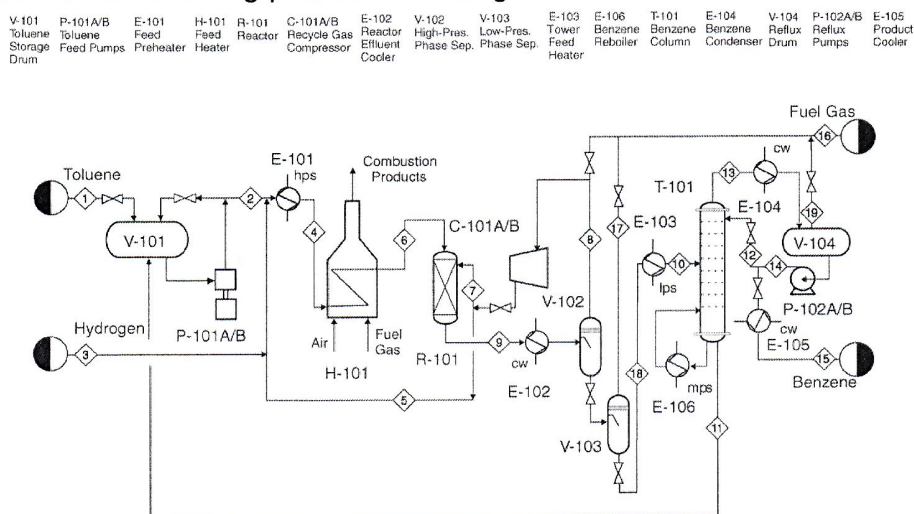 V-101 P-101A/B E-101 H-101 R-101 C-101A/B E-102 V-102 V-103 E-103 E-106 T-101 E-104 V-104 P-102A/B E-105
Toluene Toluene Feed Feed Reactor Recycle Gas Reactor High-Pres. Low-Pres. Tower Benzene Benzene Benzene Reflux Reflux Product
Storage Feed Pumps Preheater Heater Compressor Effluent Phase Sep. Phase Sep. Feed Reboiler Column Condenser Drum Pumps Cooler
Drum Cooler Heater
Fuel Gas
16
E-101
hps
Combustion
Products
cw
Toluene
1
2
13
T-101
E-104
C-101A/B
E-103
17
19
V-101
4
6
8
10
12
14
V-104
7
lps
V-102
P-102A/B
Hydrogen
P-101A/B
Air
Fuel
Gas
R-101
9
cw
E-102
cw
E-105
3
H-101
18
mps
15
Benzene
5
E-106
11
V-103